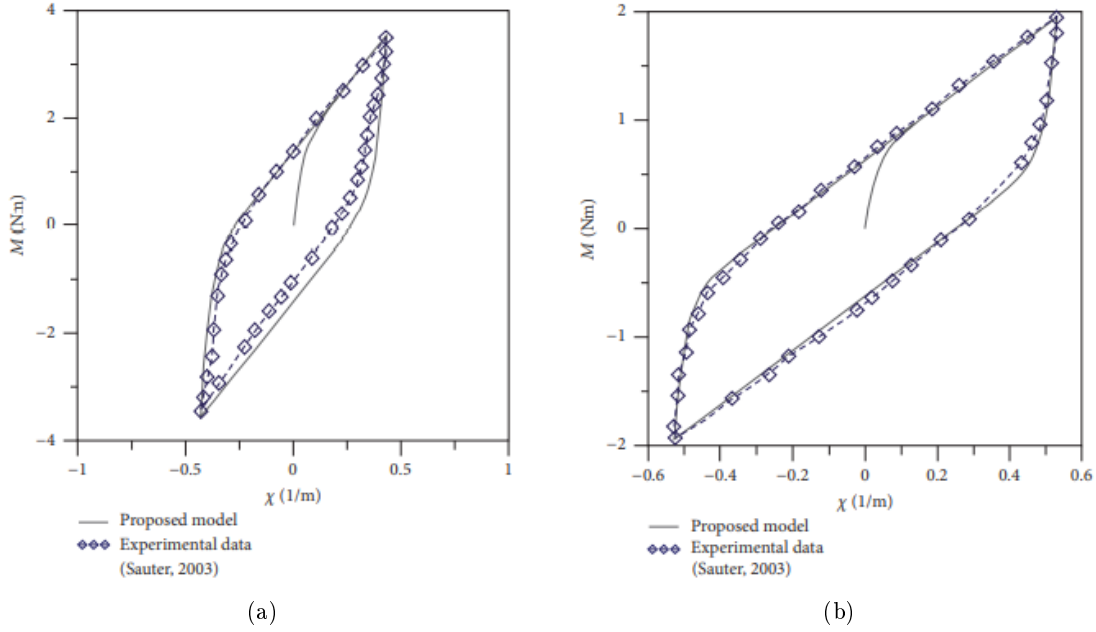 4
2
0
−2
−4
M (N·m)
−1
−0.5
0
0.5
1
χ (1/m)
Proposed model
Experimental data
(Sauter, 2003)
(a)
2
1
0
−1
−2
M (Nm)
−0.6
−0.4
−0.2
0
0.2
0.4
0.6
χ (1/m)
Proposed model
Experimental data
(Sauter, 2003)
(b)